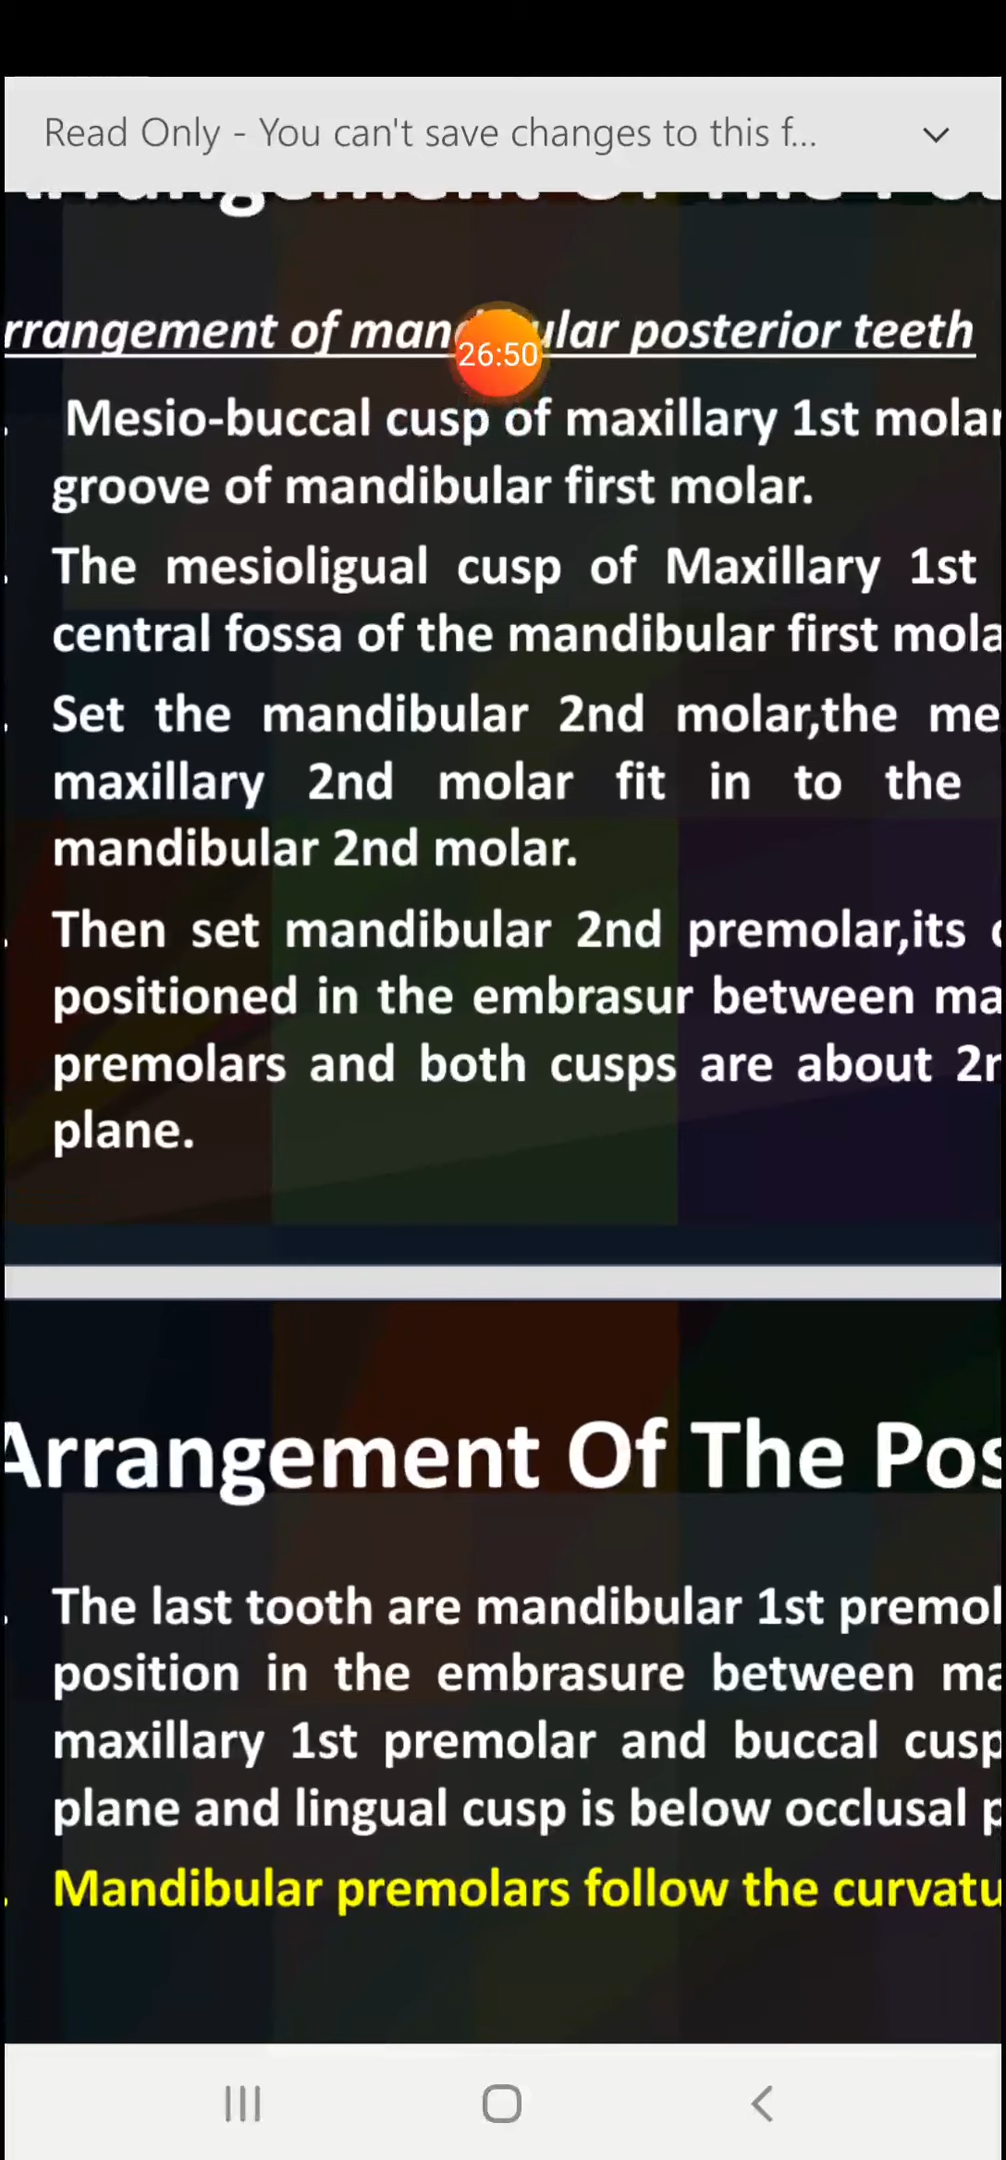 Read Only - You can't save changes to this f...
Arrangement Of The
rrangement of mandibular posterior teeth
26:50
. Mesio-buccal cusp of maxillary 1st molar
groove of mandibular first molar.
. The mesioligual cusp of Maxillary 1st
central fossa of the mandibular first mola
. Set the mandibular 2nd molar,the me
maxillary 2nd molar fit in to the
mandibular 2nd molar.
. Then set mandibular 2nd premolar,its
positioned in the embrasur between ma
premolars and both cusps are about 2
plane.
Arrangement Of The Pos
. The last tooth are mandibular 1st premol
position in the embrasure between ma
maxillary 1st premolar and buccal cusp
plane and lingual cusp is below occlusal p
. Mandibular premolars follow the curvatu